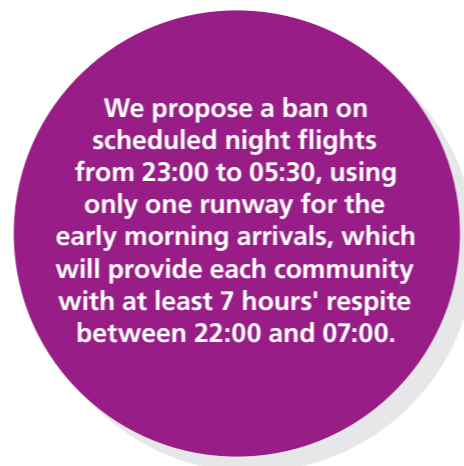 We propose a ban on
scheduled night flights
from 23:00 to 05:30, using
only one runway for the
early morning arrivals, which
will provide each community
with at least 7 hours' respite
between 22:00 and 07:00.